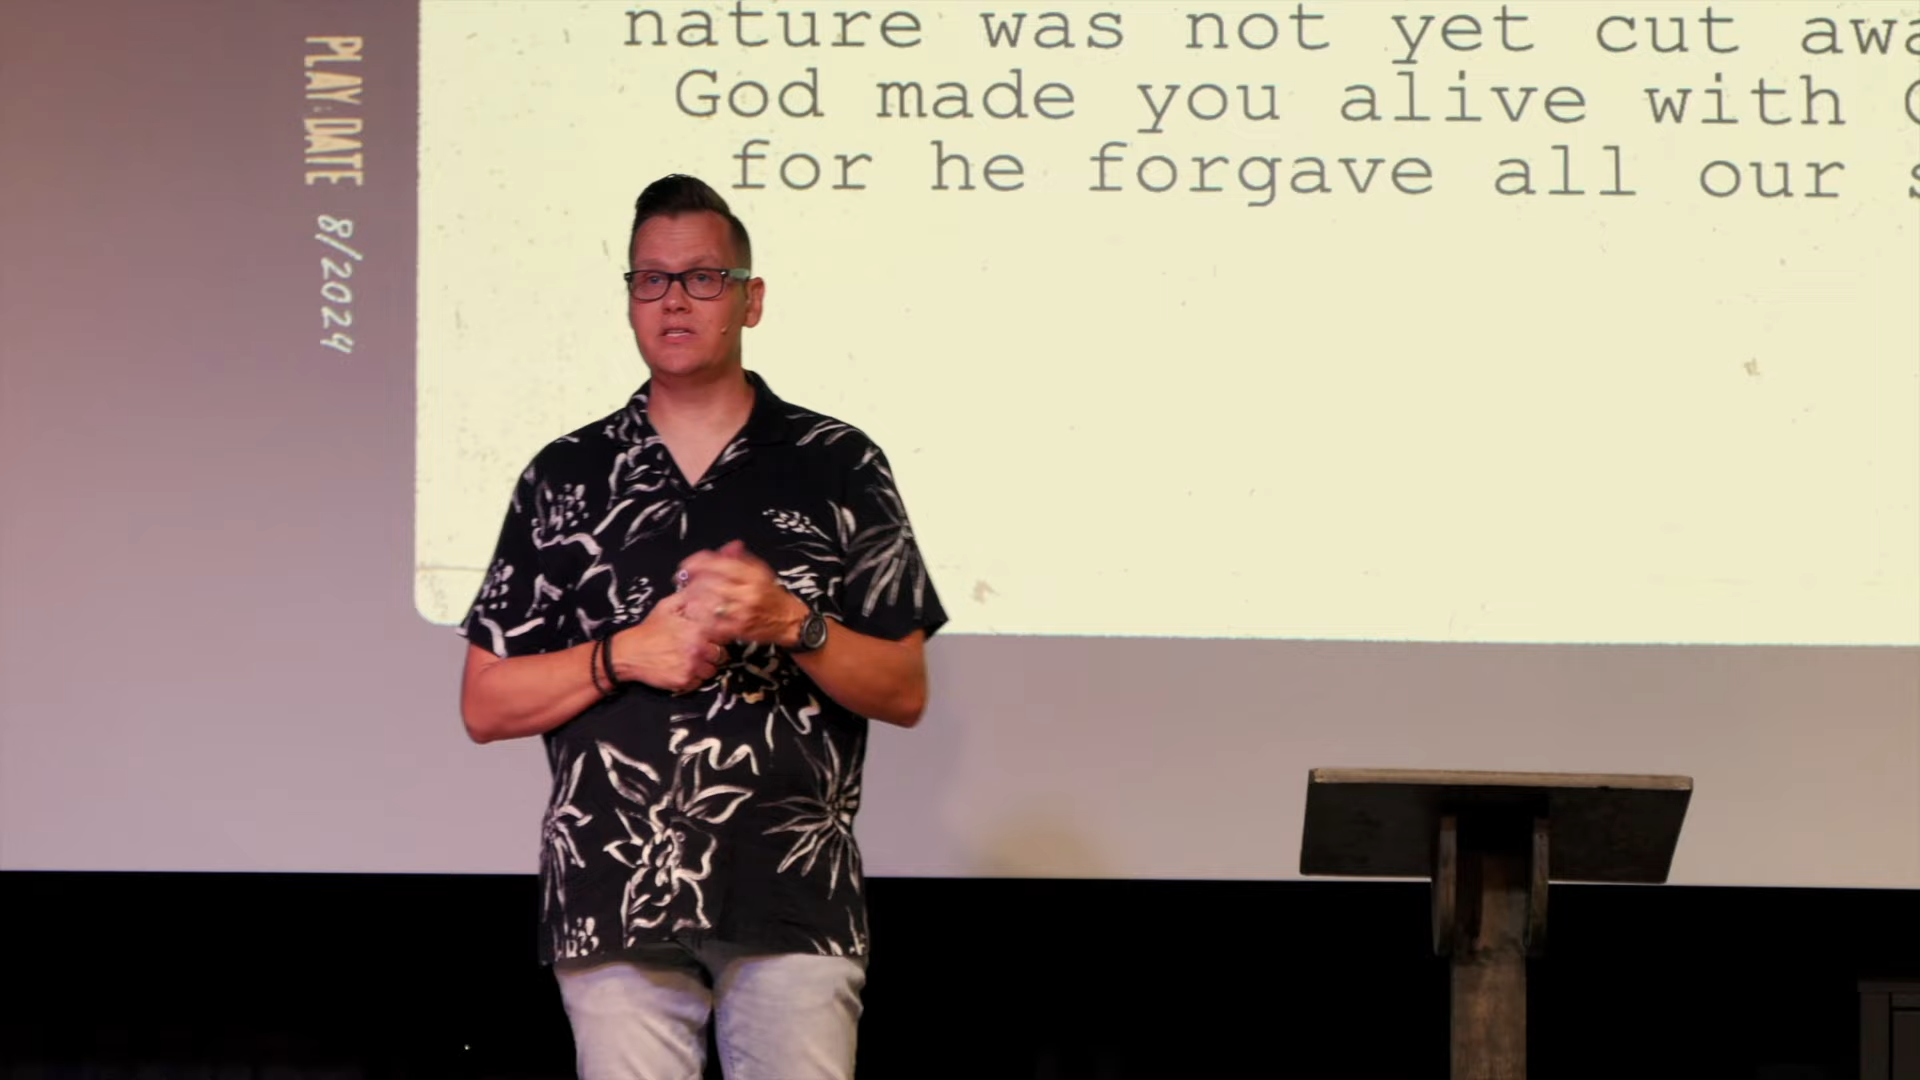 PLAY DATE 8/2024
nature was not yet cut
God made you alive with
for he forgave all our